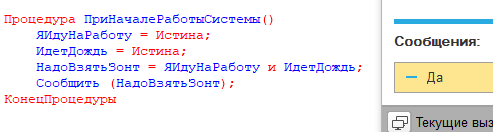 Процедура ПриНачалеРаботыСистемы()
ЯИдуНаРаботу = Истина;
ИдетДождь = Истина;
НадоВзятьЗонт = ЯИдуНаРаботу и ИдетДождь;
Сообщить (НадоВзятьЗонт);
КонецПроцедуры
Сообщения:
— Да
Текущие выз